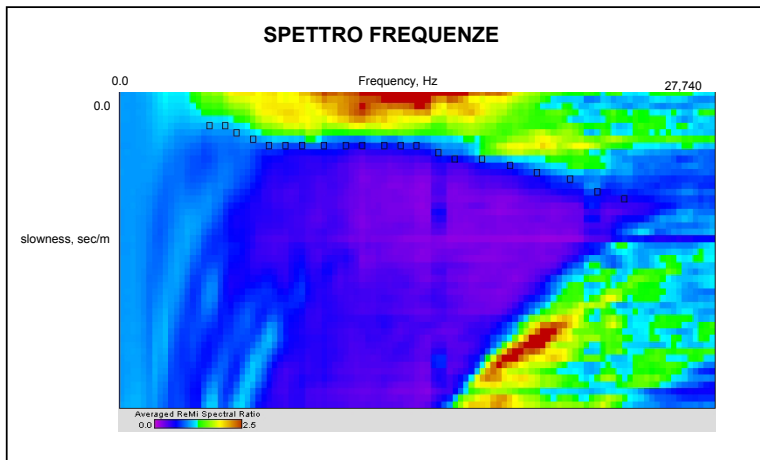 SPETTRO FREQUENZE
0.0 Frequency, Hz 27,740
0.0
slowness, sec/m
Averaged ReMi Spectral Ratio
0.0 2.5